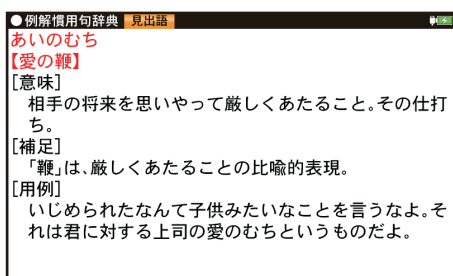 ●例解慣用句辞典 見出語
あいのむち
【愛の鞭】
[意味]
相手の将来を思いやって厳しくあたること。その仕打
ち。
[補足]
「鞭」は、厳しくあたることの比喩的表現。
[用例]
いじめられたなんて子供みたいなことを言うなよ。そ
れは君に対する上司の愛のむちというものだよ。